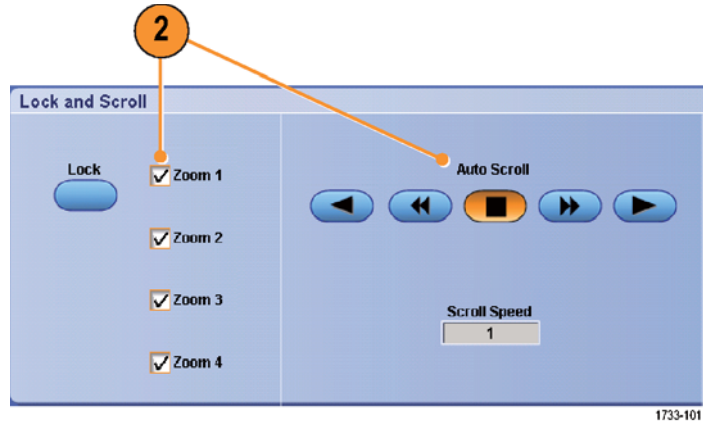 2
Lock and Scroll
Lock
Zoom 1
Zoom 2
Zoom 3
Zoom 4
Auto Scroll
Scroll Speed
1
1733-101